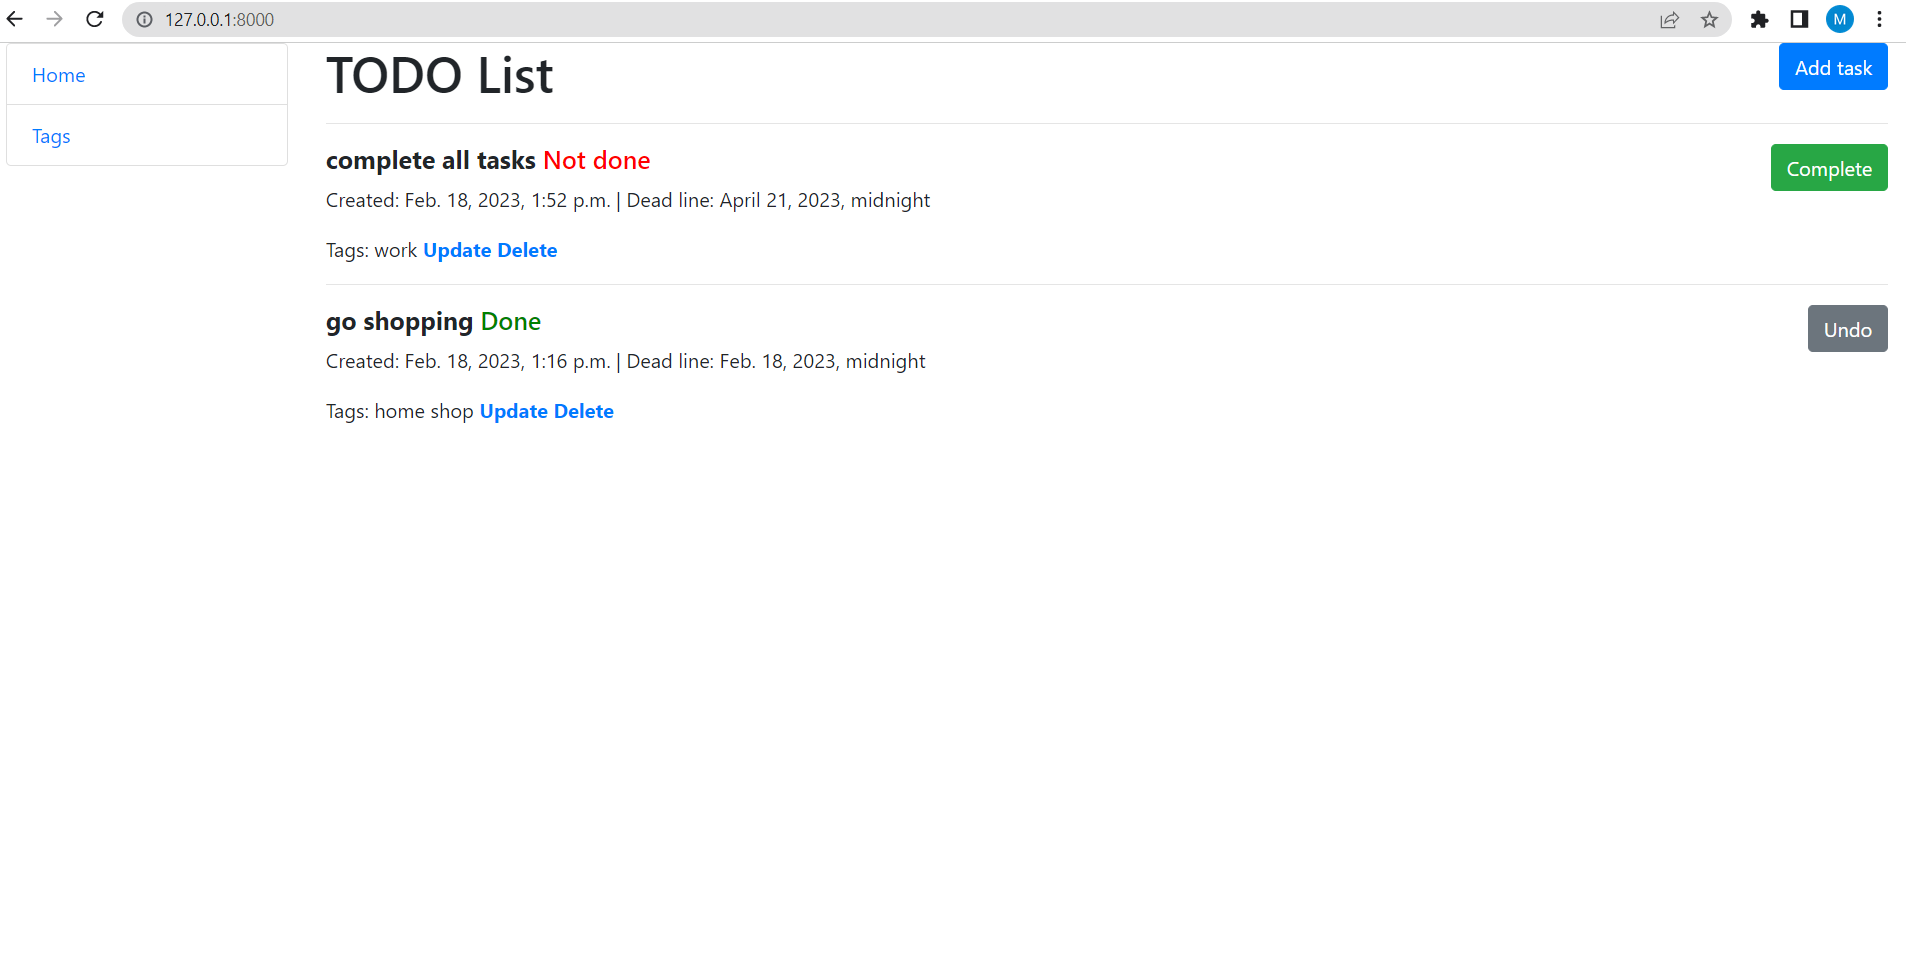 127.0.0.1:8000 M
Home
Tags
TODO List Add task
complete all tasks Not done Complete
Created: Feb. 18, 2023, 1:52 p.m. | Dead line: April 21, 2023, midnight
Tags: work Update Delete
go shopping Done Undo
Created: Feb. 18, 2023, 1:16 p.m. | Dead line: Feb. 18, 2023, midnight
Tags: home shop Update Delete